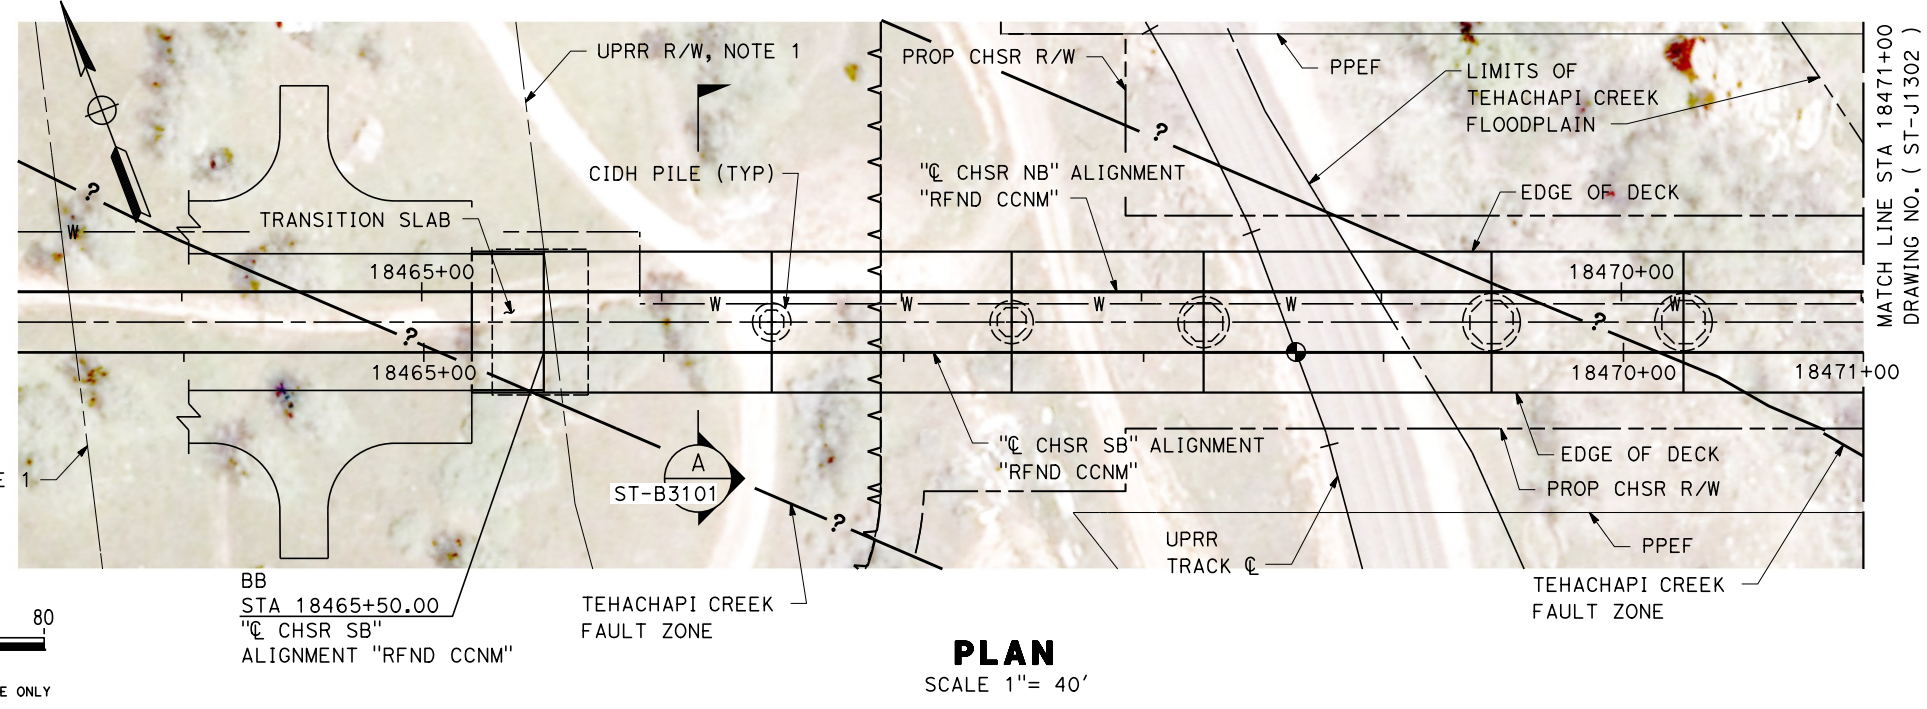 UPRR R/W, NOTE 1
PROP CHSR R/W
PPEF
LIMITS OF
TEHACHAPI CREEK
FLOODPLAIN
MATCH LINE STA 18471+00
DRAWING NO. ( ST-J1302 )
?
CIDH PILE (TYP)
"℄ CHSR NB" ALIGNMENT
"RFND CCNM"
EDGE OF DECK
?
TRANSITION SLAB
W
18465+00
18470+00
W
W
W
W
W
?
?
18465+00
18470+00
18471+00
"℄ CHSR SB" ALIGNMENT
"RFND CCNM"
EDGE OF DECK
A
ST-B3101
PROP CHSR R/W
E 1
?
UPRR
TRACK ℄
PPEF
BB
STA 18465+50.00
"℄ CHSR SB"
ALIGNMENT "RFND CCNM"
TEHACHAPI CREEK
FAULT ZONE
TEHACHAPI CREEK
FAULT ZONE
80
PLAN
SCALE 1"= 40'
E ONLY